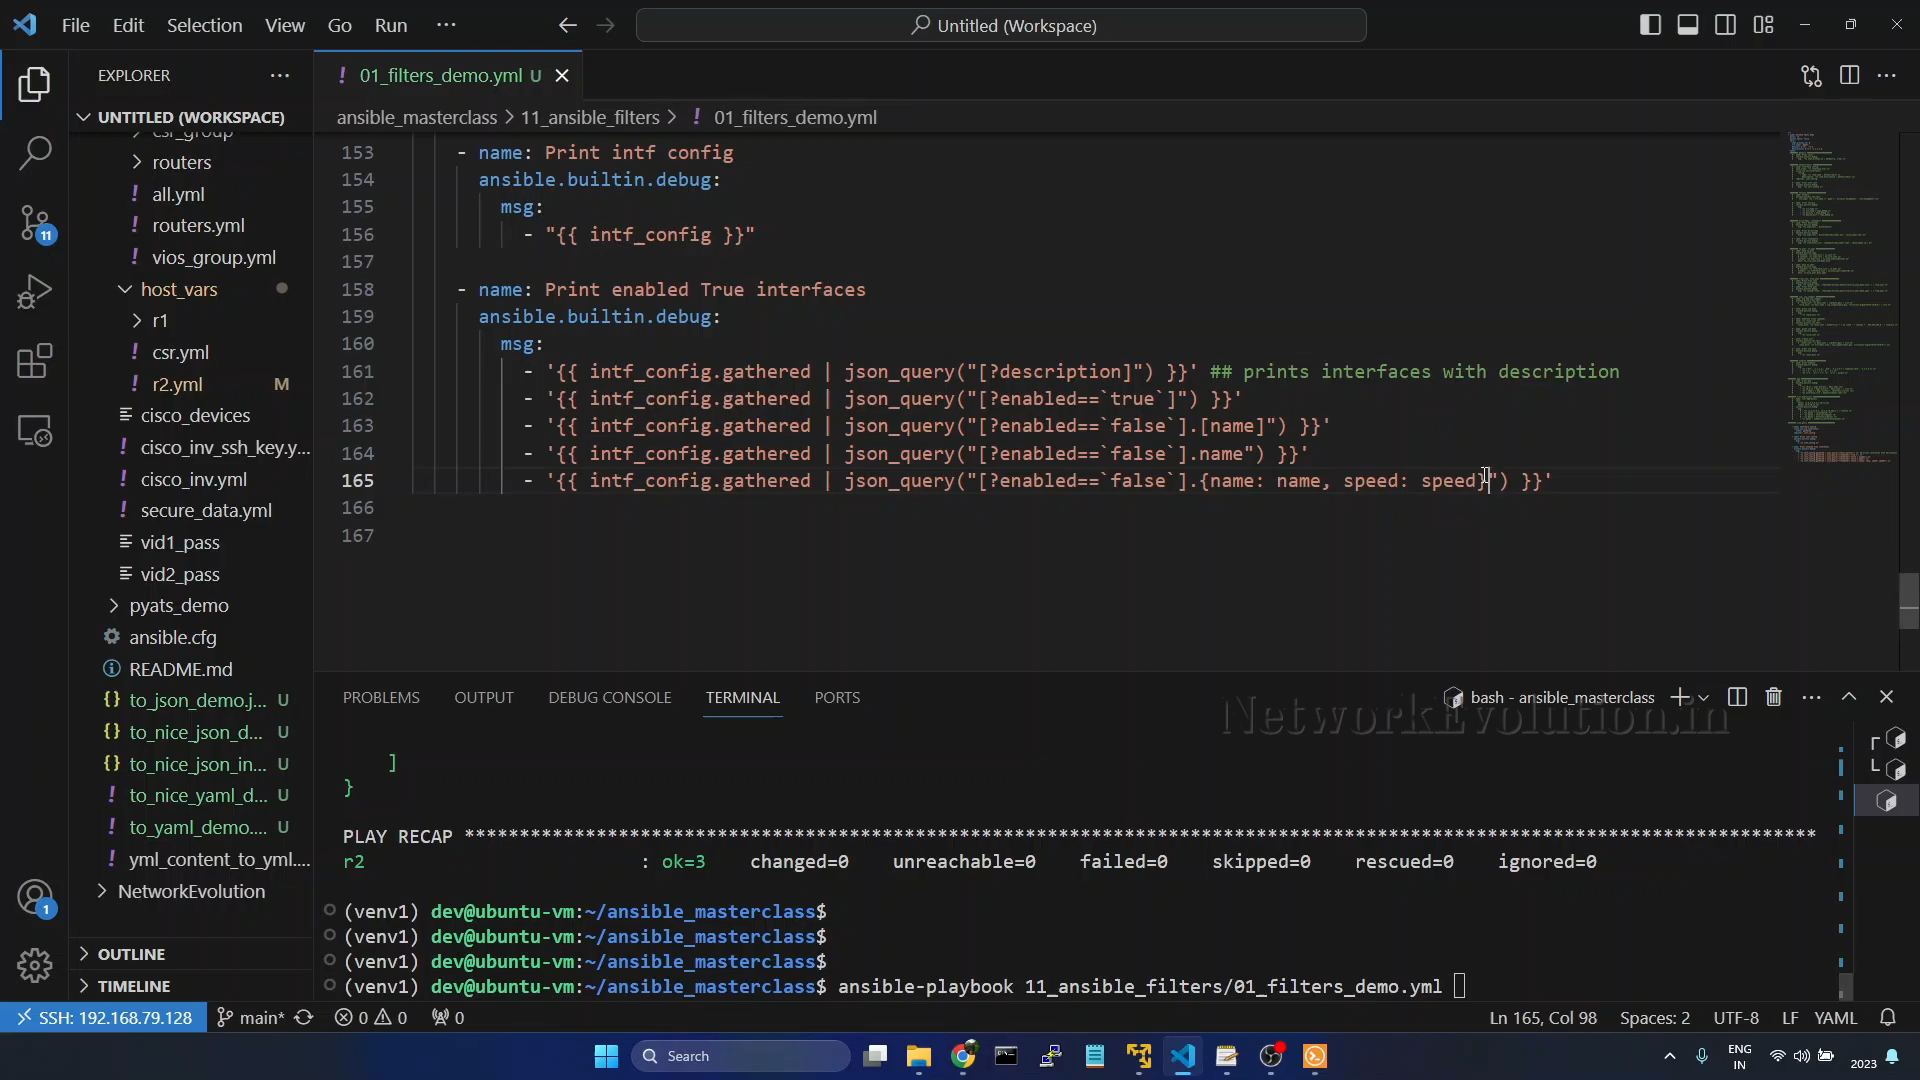 File Edit Selection View Go Run ··· Untitled (Workspace)
EXPLORER ···
! 01_filters_demo.yml U
UNTITLED (WORKSPACE)
ansible_masterclass > 11_ansible_filters > ! 01_filters_demo.yml
csr_group
routers
! all.yml
! routers.yml
! vios_group.yml
host_vars
r1
! csr.yml
! r2.yml M
cisco_devices
! cisco_inv_ssh_key.y...
! cisco_inv.yml
! secure_data.yml
vid1_pass
vid2_pass
pyats_demo
ansible.cfg
README.md
{} to_json_demo.j... U
{} to_nice_json_d... U
{} to_nice_json_in... U
! to_nice_yaml_d... U
! to_yaml_demo.... U
! yml_content_to_yml....
NetworkEvolution
OUTLINE
TIMELINE
11
1
153 - name: Print intf config
154 ansible.builtin.debug:
155 msg:
156 - "{{ intf_config }}"
157
158 - name: Print enabled True interfaces
159 ansible.builtin.debug:
160 msg:
161 - '{{ intf_config.gathered | json_query("[?description]") }}' ## prints interfaces with description
162 - '{{ intf_config.gathered | json_query("[?enabled==`true`]") }}'
163 - '{{ intf_config.gathered | json_query("[?enabled==`false`].[name]") }}'
164 - '{{ intf_config.gathered | json_query("[?enabled==`false`].name") }}'
165 - '{{ intf_config.gathered | json_query("[?enabled==`false`].{name: name, speed: speed}") }}'
166
167
PROBLEMS OUTPUT DEBUG CONSOLE TERMINAL PORTS bash - ansible_masterclass
NetworkEvolution.in
]
}
PLAY RECAP *********************************************************************************************************************
r2 : ok=3 changed=0 unreachable=0 failed=0 skipped=0 rescued=0 ignored=0
(venv1) dev@ubuntu-vm:~/ansible_masterclass$
(venv1) dev@ubuntu-vm:~/ansible_masterclass$
(venv1) dev@ubuntu-vm:~/ansible_masterclass$
(venv1) dev@ubuntu-vm:~/ansible_masterclass$ ansible-playbook 11_ansible_filters/01_filters_demo.yml
SSH: 192.168.79.128 main* 0 0 0 Ln 165, Col 98 Spaces: 2 UTF-8 LF YAML
Search ENG IN 2023